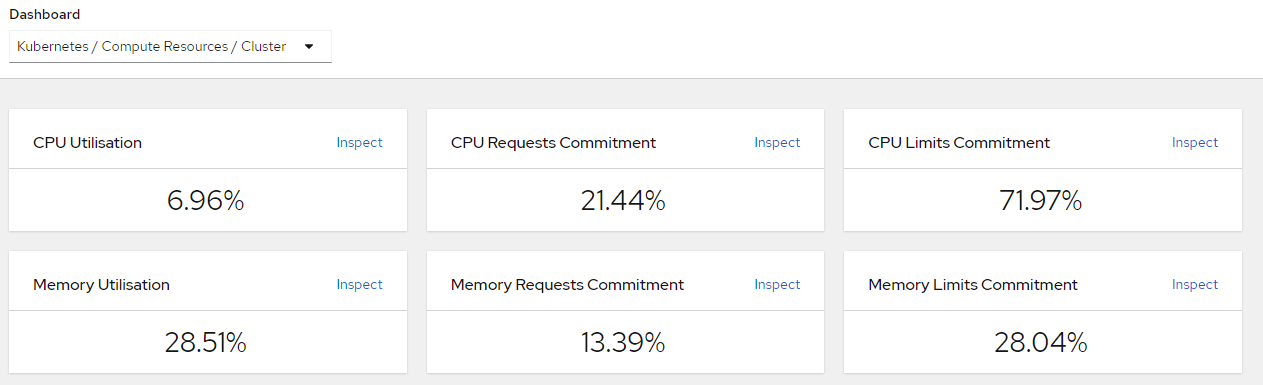 Dashboard
Kubernetes / Compute Resources / Cluster
CPU Utilisation Inspect
6.96%
CPU Requests Commitment Inspect
21.44%
CPU Limits Commitment Inspect
71.97%
Memory Utilisation Inspect
28.51%
Memory Requests Commitment Inspect
13.39%
Memory Limits Commitment Inspect
28.04%